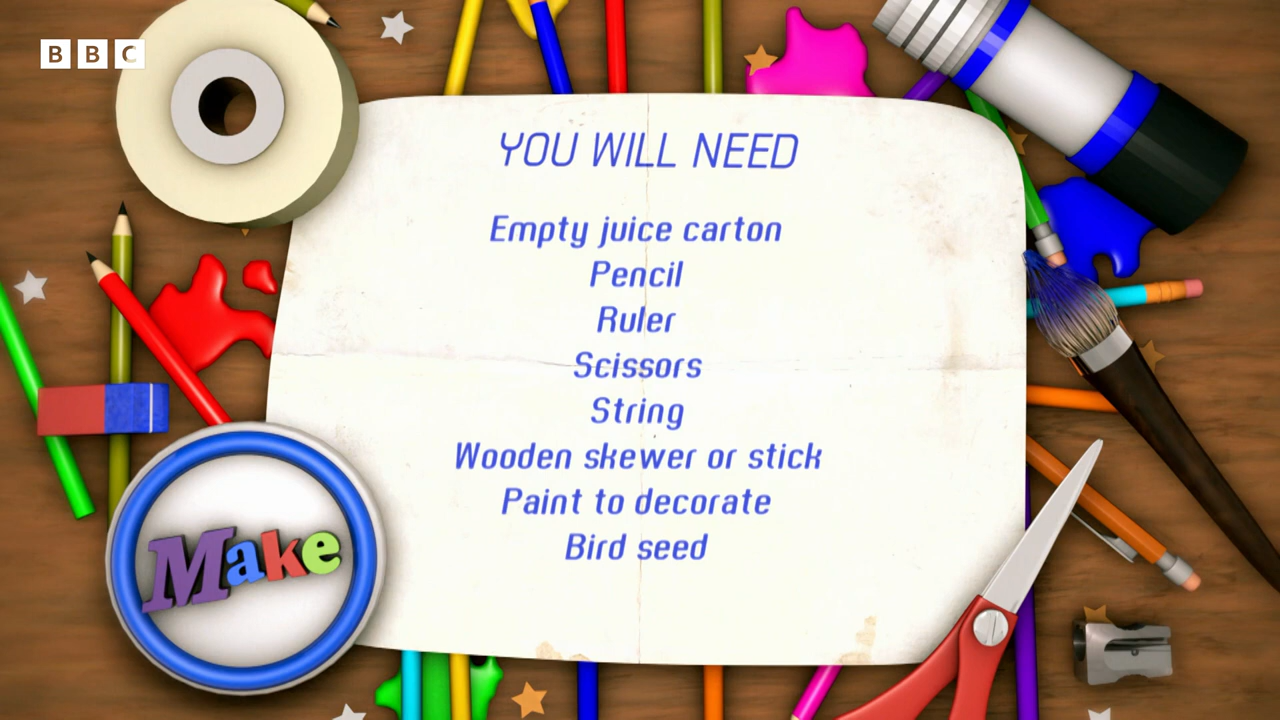 BBC
YOU WILL NEED
Empty juice carton
Pencil
Ruler
Scissors
String
Wooden skewer or stick
Paint to decorate
Bird seed
Make